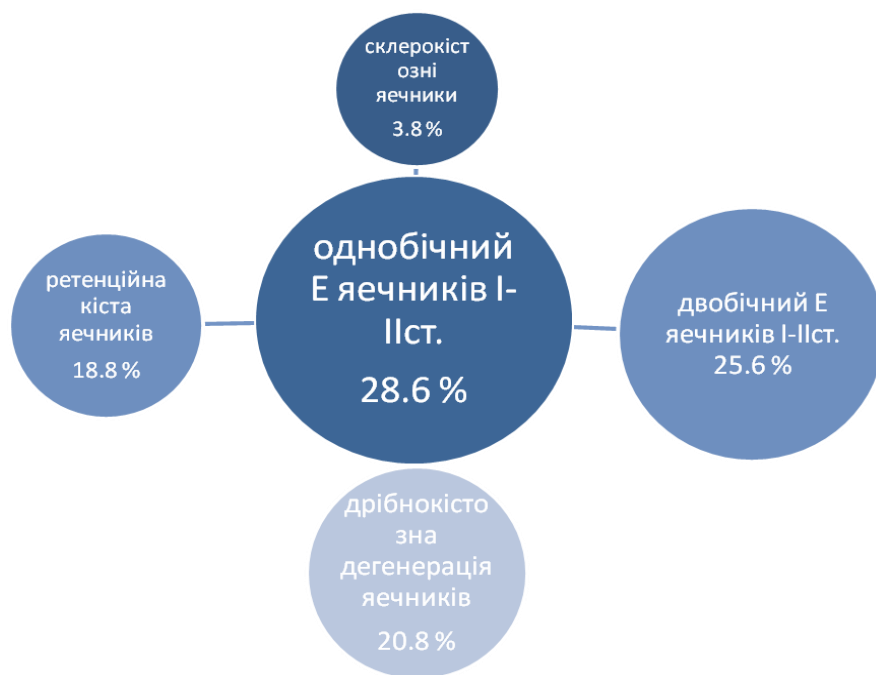 склерокіст
озні
яечники
3.8 %
однобічний
Е яечників І-
ІІст.
28.6 %
ретенційна
кіста
яечників
18.8 %
двобічний Е
яечників І-ІІст.
25.6 %
дрібнокісто
зна
дегенерація
яечників
20.8 %